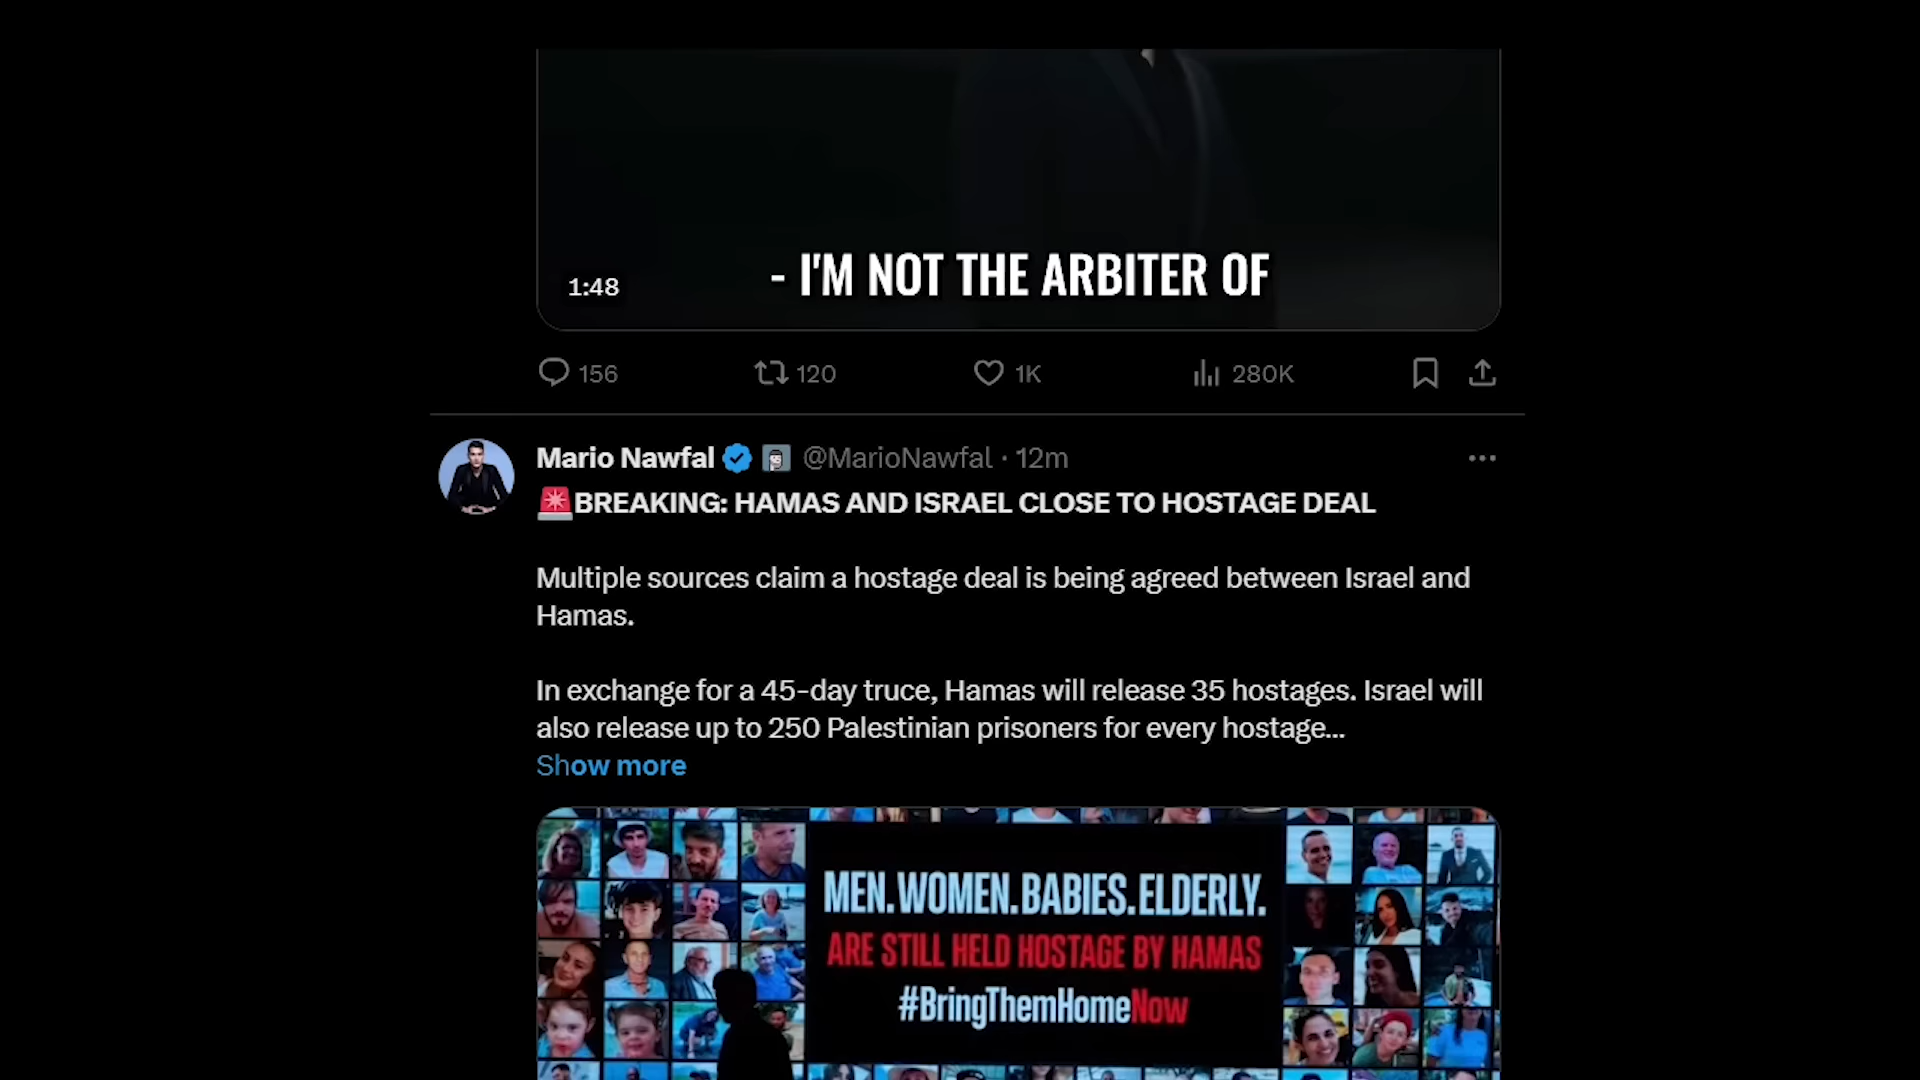 - I'M NOT THE ARBITER OF
1:48
156
120
1K
280K
Mario Nawfal @MarioNawfal · 12m
🚨BREAKING: HAMAS AND ISRAEL CLOSE TO HOSTAGE DEAL
Multiple sources claim a hostage deal is being agreed between Israel and
Hamas.
In exchange for a 45-day truce, Hamas will release 35 hostages. Israel will
also release up to 250 Palestinian prisoners for every hostage...
Show more
MEN.WOMEN.BABIES.ELDERLY.
ARE STILL HELD HOSTAGE BY HAMAS
#BringThemHomeNow